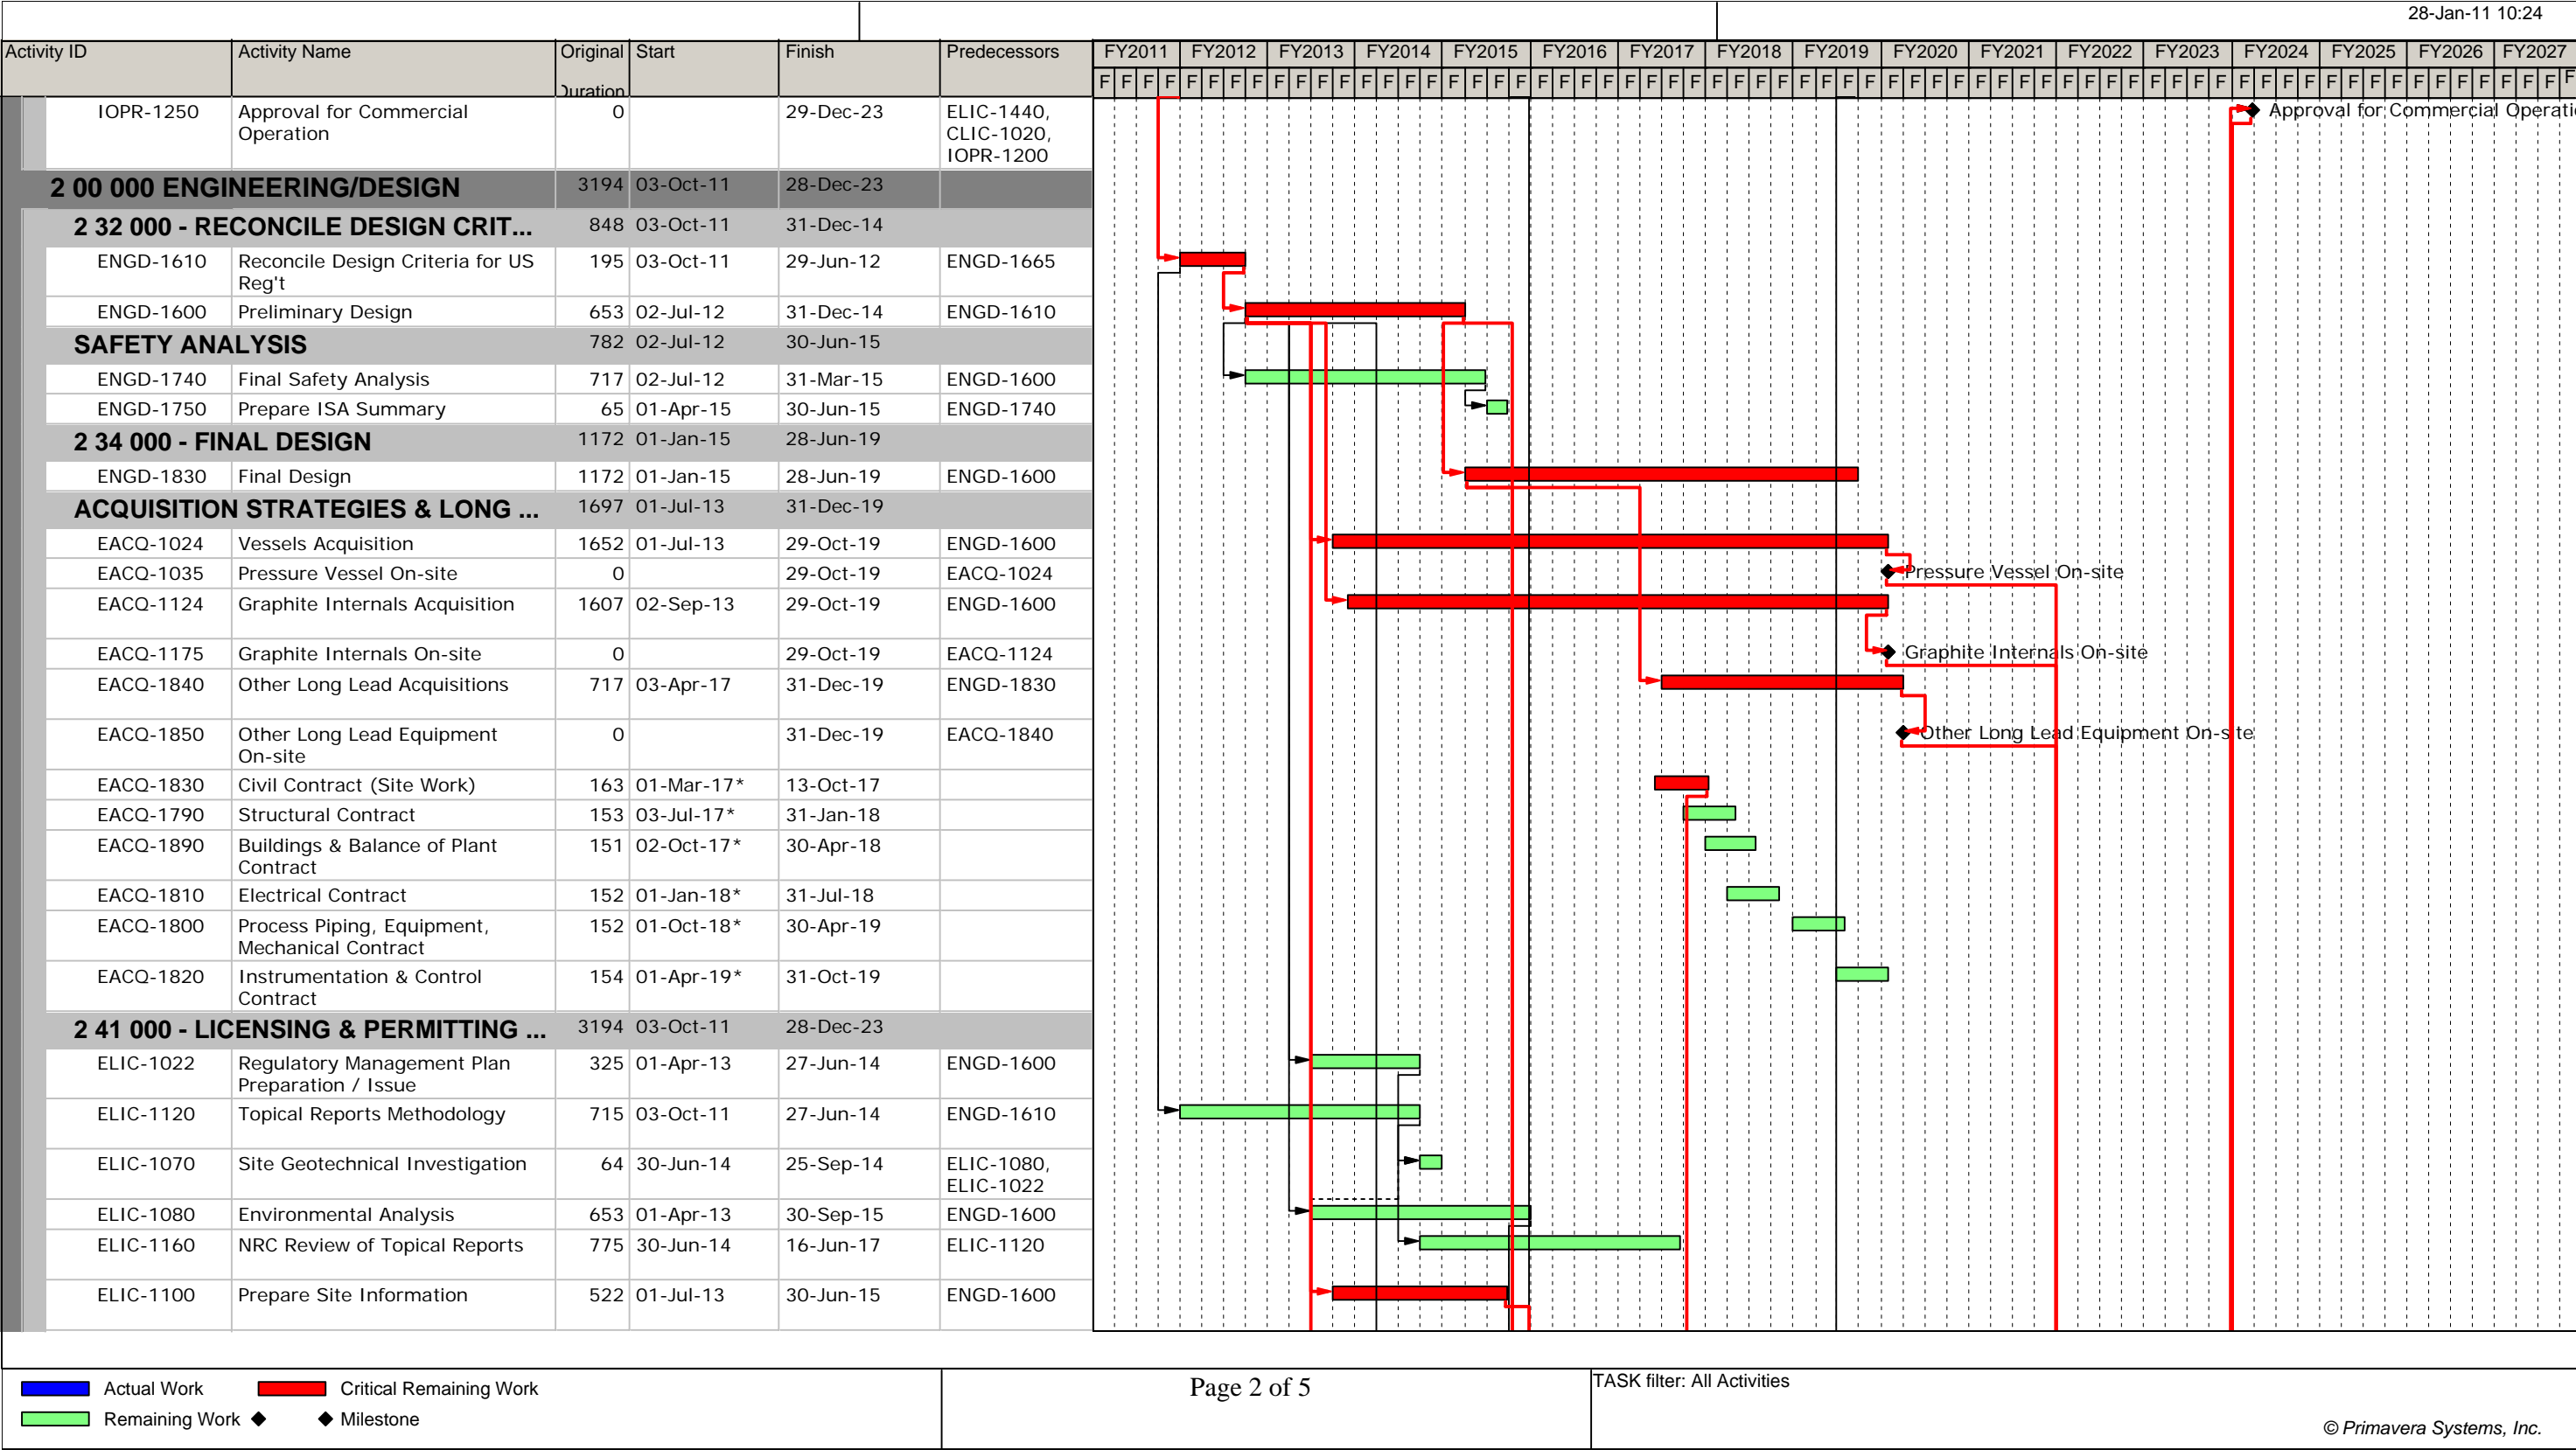 28-Jan-11 10:24
Activity ID Activity Name Original Duration Start Finish Predecessors FY2011 FY2012 FY2013 FY2014 FY2015 FY2016 FY2017 FY2018 FY2019 FY2020 FY2021 FY2022 FY2023 FY2024 FY2025 FY2026 FY2027
F F F F F F F F F F F F F F F F F F F F F F F F F F F F F F F F F F F F F F F F F F F F F F F F F F F F F F F F F F F F F F F F F F F F
IOPR-1250 Approval for Commercial 0 29-Dec-23 ELIC-1440, Approval for Commercial Operati
Operation CLIC-1020,
IOPR-1200
2 00 000 ENGINEERING/DESIGN 3194 03-Oct-11 28-Dec-23
2 32 000 - RECONCILE DESIGN CRIT... 848 03-Oct-11 31-Dec-14
ENGD-1610 Reconcile Design Criteria for US 195 03-Oct-11 29-Jun-12 ENGD-1665
Reg't
ENGD-1600 Preliminary Design 653 02-Jul-12 31-Dec-14 ENGD-1610
SAFETY ANALYSIS 782 02-Jul-12 30-Jun-15
ENGD-1740 Final Safety Analysis 717 02-Jul-12 31-Mar-15 ENGD-1600
ENGD-1750 Prepare ISA Summary 65 01-Apr-15 30-Jun-15 ENGD-1740
2 34 000 - FINAL DESIGN 1172 01-Jan-15 28-Jun-19
ENGD-1830 Final Design 1172 01-Jan-15 28-Jun-19 ENGD-1600
ACQUISITION STRATEGIES & LONG ... 1697 01-Jul-13 31-Dec-19
EACQ-1024 Vessels Acquisition 1652 01-Jul-13 29-Oct-19 ENGD-1600
EACQ-1035 Pressure Vessel On-site 0 29-Oct-19 EACQ-1024 Pressure Vessel On-site
EACQ-1124 Graphite Internals Acquisition 1607 02-Sep-13 29-Oct-19 ENGD-1600
EACQ-1175 Graphite Internals On-site 0 29-Oct-19 EACQ-1124 Graphite Internals On-site
EACQ-1840 Other Long Lead Acquisitions 717 03-Apr-17 31-Dec-19 ENGD-1830
EACQ-1850 Other Long Lead Equipment 0 31-Dec-19 EACQ-1840 Other Long Lead Equipment On-site
On-site
EACQ-1830 Civil Contract (Site Work) 163 01-Mar-17* 13-Oct-17
EACQ-1790 Structural Contract 153 03-Jul-17* 31-Jan-18
EACQ-1890 Buildings & Balance of Plant 151 02-Oct-17* 30-Apr-18
Contract
EACQ-1810 Electrical Contract 152 01-Jan-18* 31-Jul-18
EACQ-1800 Process Piping, Equipment, 152 01-Oct-18* 30-Apr-19
Mechanical Contract
EACQ-1820 Instrumentation & Control 154 01-Apr-19* 31-Oct-19
Contract
2 41 000 - LICENSING & PERMITTING ... 3194 03-Oct-11 28-Dec-23
ELIC-1022 Regulatory Management Plan 325 01-Apr-13 27-Jun-14 ENGD-1600
Preparation / Issue
ELIC-1120 Topical Reports Methodology 715 03-Oct-11 27-Jun-14 ENGD-1610
ELIC-1070 Site Geotechnical Investigation 64 30-Jun-14 25-Sep-14 ELIC-1080,
ELIC-1022
ELIC-1080 Environmental Analysis 653 01-Apr-13 30-Sep-15 ENGD-1600
ELIC-1160 NRC Review of Topical Reports 775 30-Jun-14 16-Jun-17 ELIC-1120
ELIC-1100 Prepare Site Information 522 01-Jul-13 30-Jun-15 ENGD-1600
Actual Work Critical Remaining Work Page 2 of 5 TASK filter: All Activities
Remaining Work Milestone
© Primavera Systems, Inc.